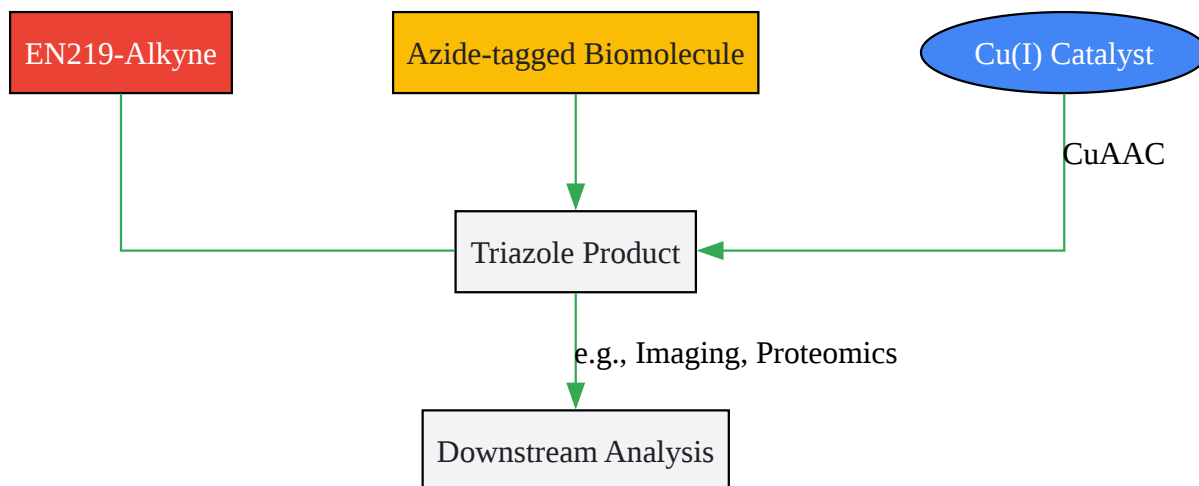 EN219-Alkyne
Azide-tagged Biomolecule
Cu(I) Catalyst
CuAAC
Triazole Product
e.g., Imaging, Proteomics
Downstream Analysis